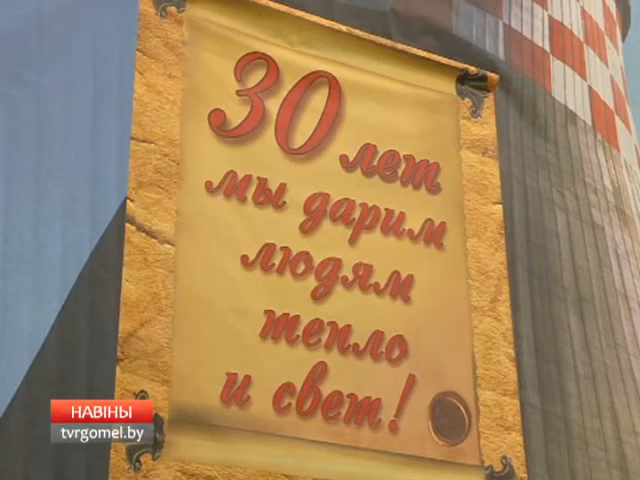 30 лет
мы дарим
людям
тепло
и свет!
НАВІНЫ
tvrgomel.by